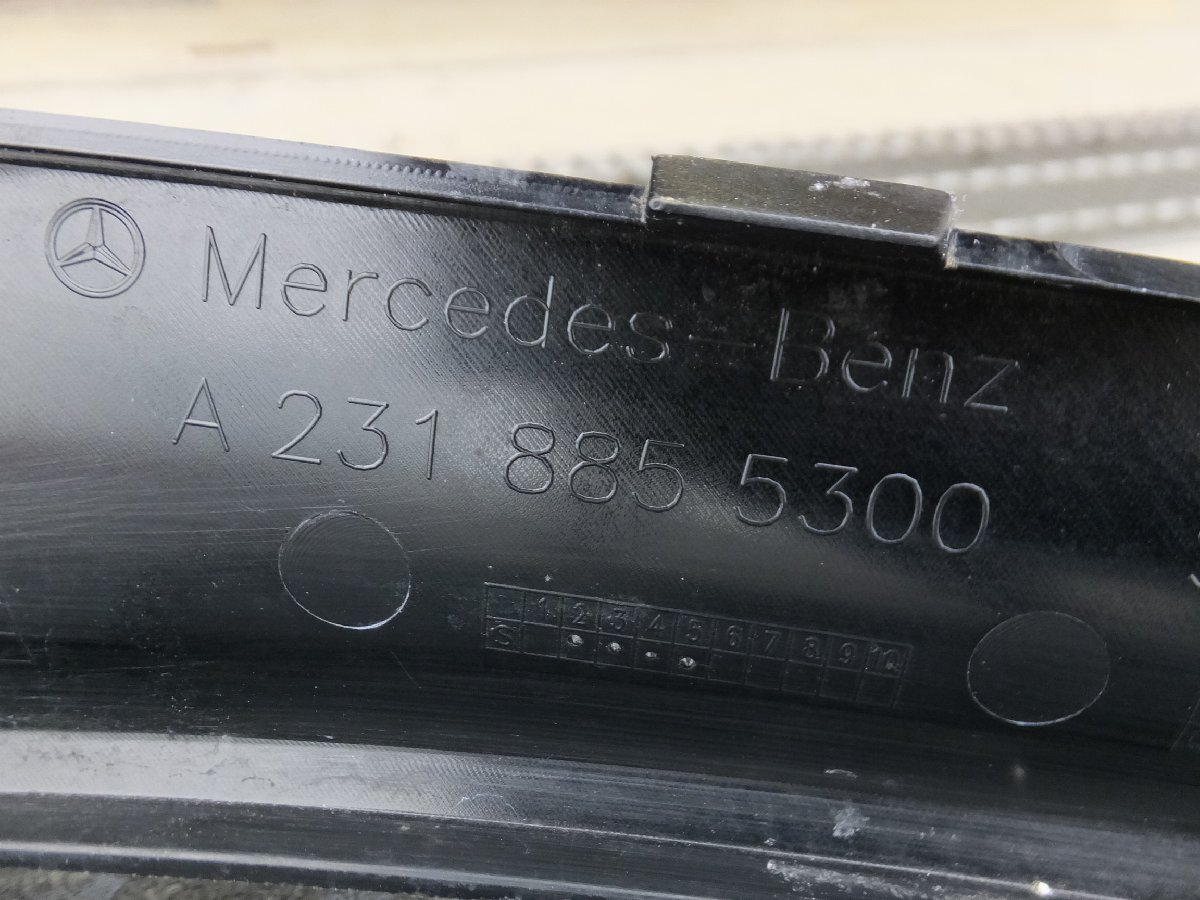 Mercedes-Benz
A 231 885 5300
1 2 3 4 5 6 7 8 9 10
S